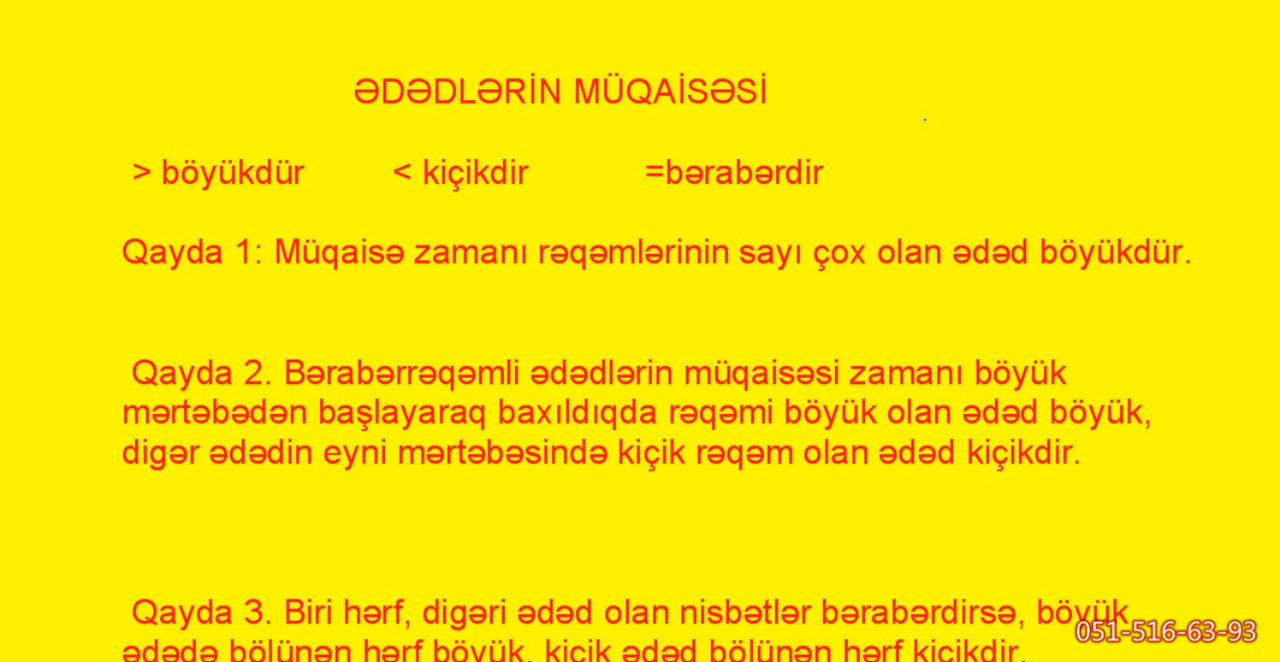 ƏDƏDLƏRİN MÜQAİSƏSİ
> böyükdür < kiçikdir =bərabərdir
Qayda 1: Müqaisə zamanı rəqəmlərinin sayı çox olan ədəd böyükdür.
Qayda 2. Bərabərrəqəmli ədədlərin müqaisəsi zamanı böyük
mərtəbədən başlayaraq baxıldıqda rəqəmi böyük olan ədəd böyük,
digər ədədin eyni mərtəbəsində kiçik rəqəm olan ədəd kiçikdir.
Qayda 3. Biri hərf, digəri ədəd olan nisbətlər bərabərdirsə, böyük
051-516-63-93
ədədə bölünən hərf böyük, kiçik ədəd bölünən hərf kiçikdir.